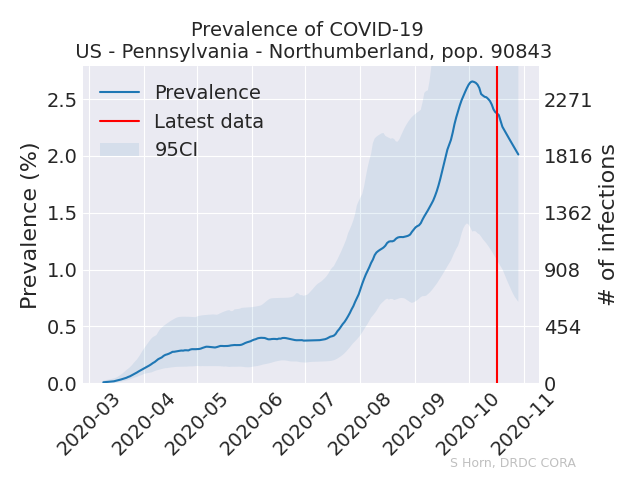 Prevalence of COVID-19
US - Pennsylvania - Northumberland, pop. 90843
Prevalence
Latest data
95CI
Prevalence (%)
2.5
2.0
1.5
1.0
0.5
0.0
2271
1816
1362
908
454
0
# of infections
2020-03
2020-04
2020-05
2020-06
2020-07
2020-08
2020-09
2020-10
2020-11
S Horn, DRDC CORA